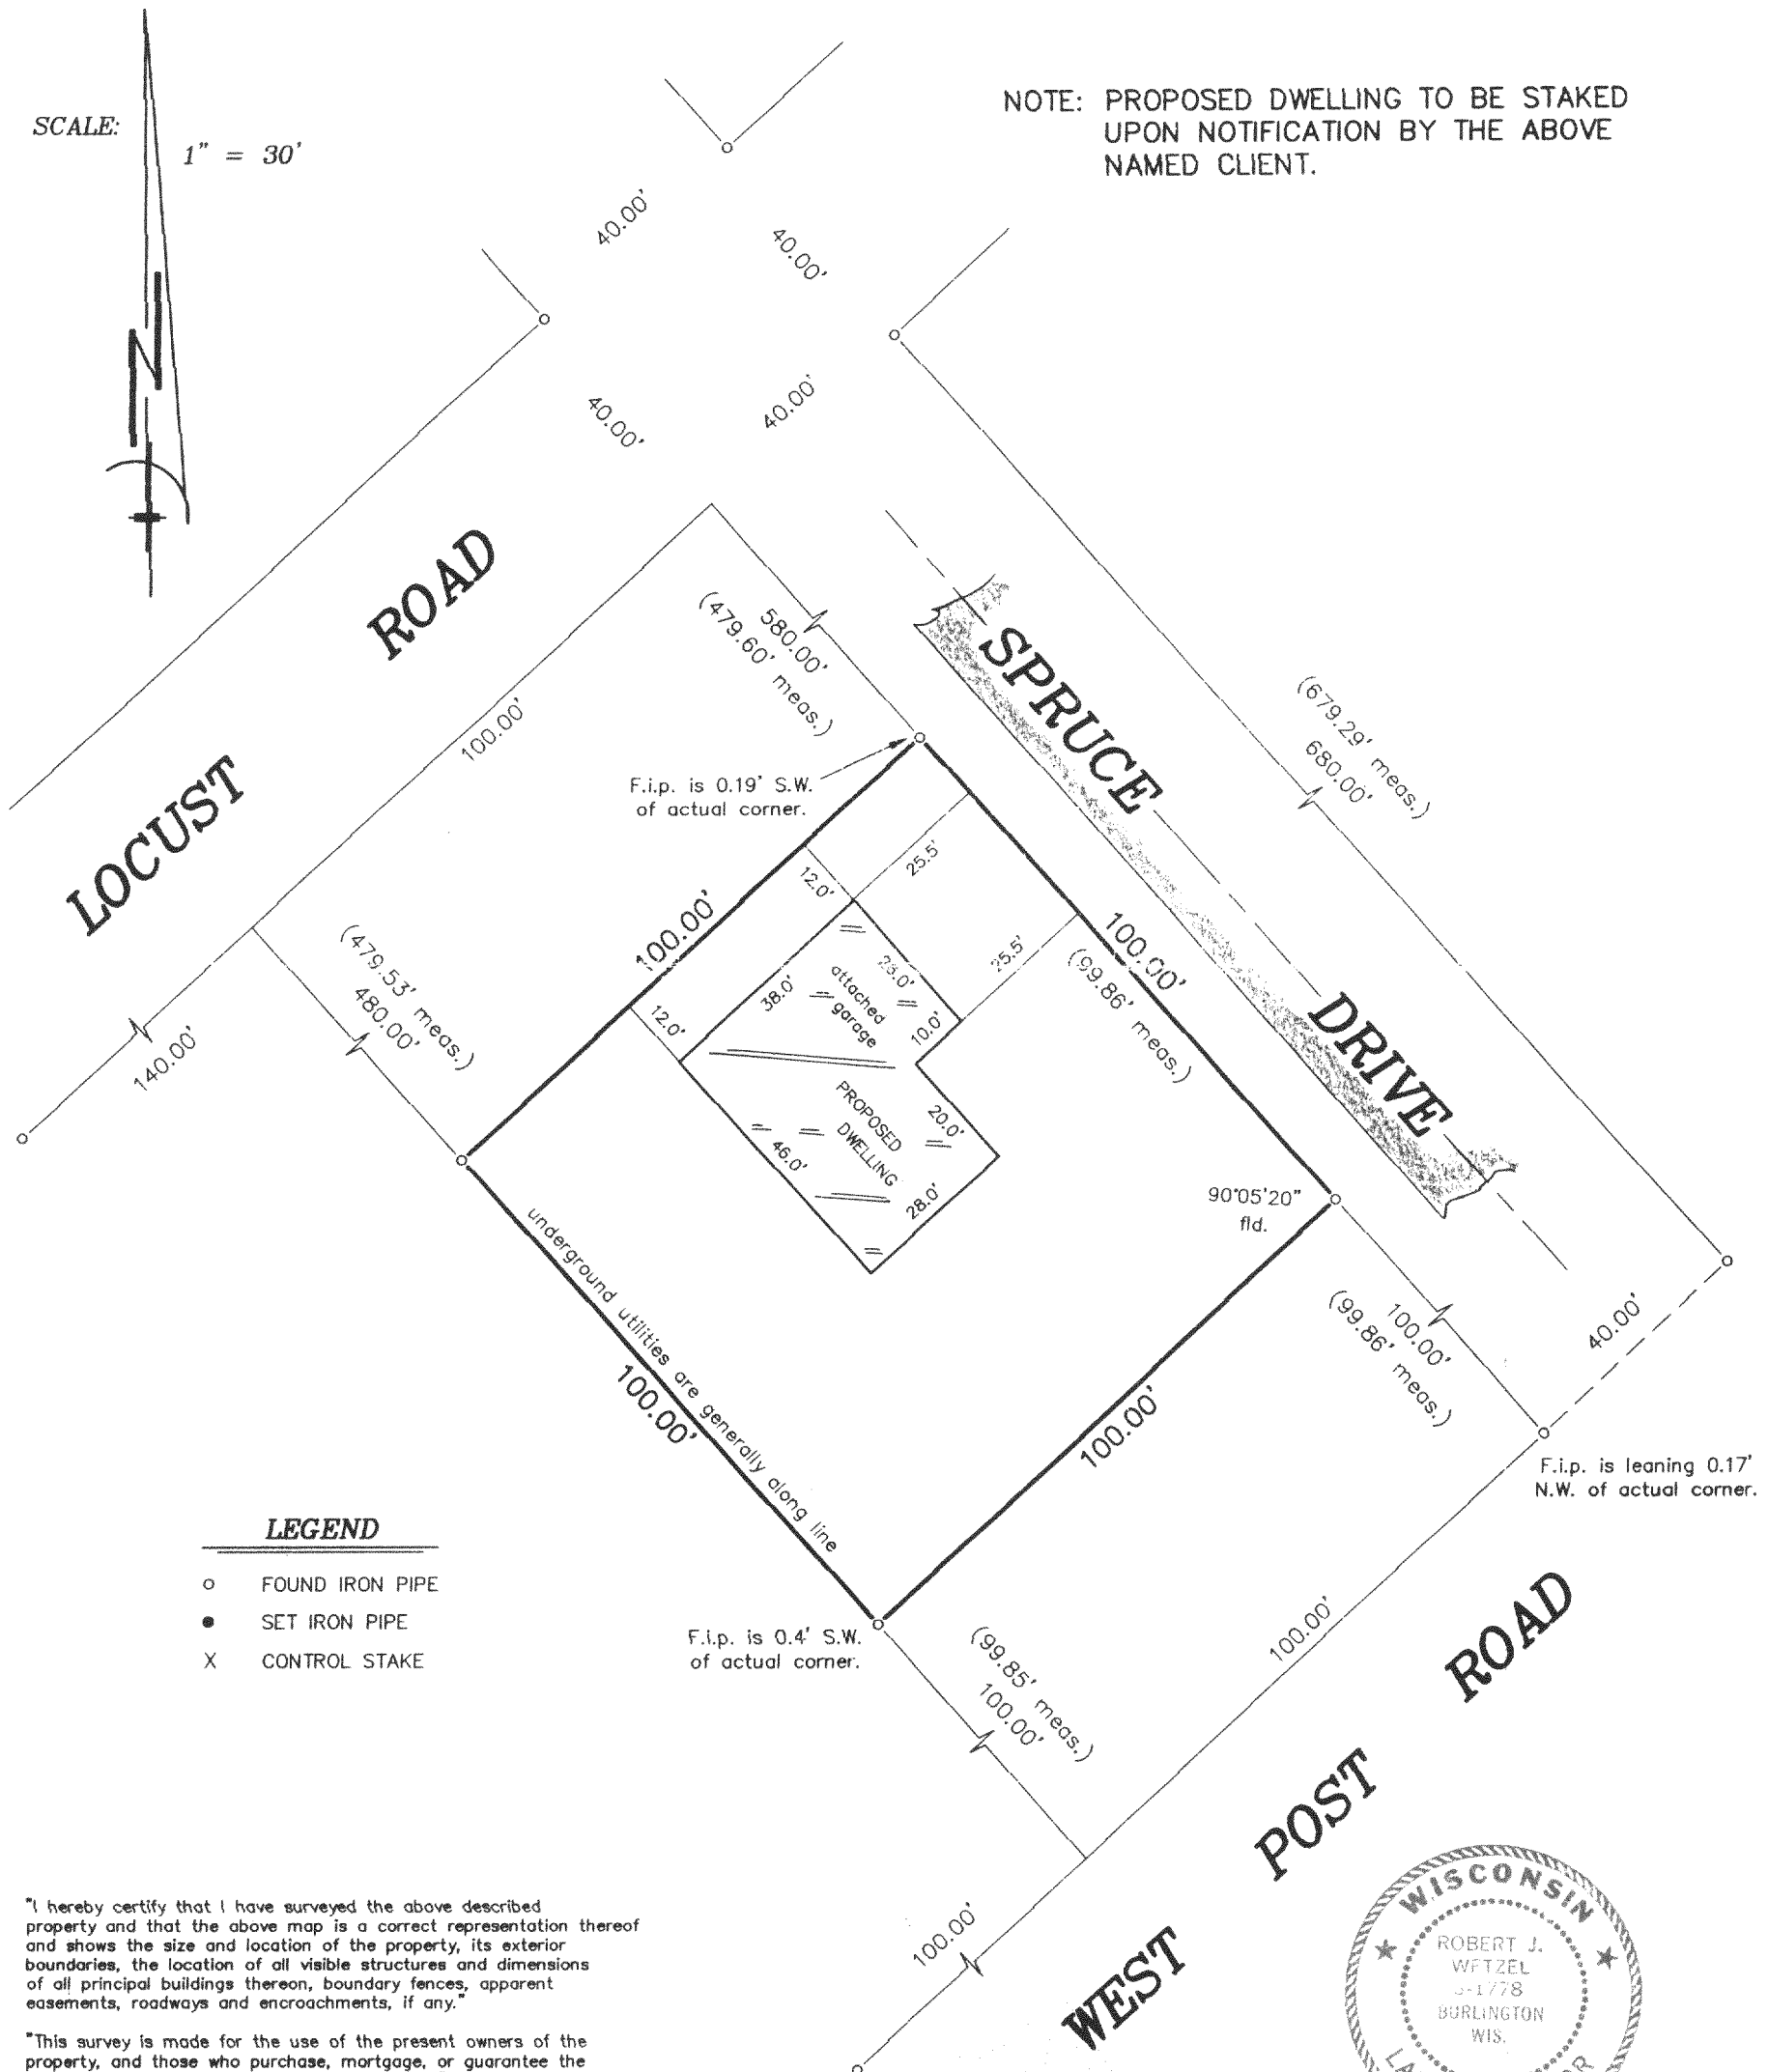 SCALE:
1" = 30'
N
NOTE: PROPOSED DWELLING TO BE STAKED
UPON NOTIFICATION BY THE ABOVE
NAMED CLIENT.
40.00'
40.00'
40.00'
40.00'
LOCUST ROAD
SPRUCE DRIVE
580.00'
(479.60' meas.)
(679.29' meas.)
680.00'
100.00'
F.i.p. is 0.19' S.W.
of actual corner.
140.00'
(479.53' meas.)
480.00'
100.00'
12.0'
25.5'
25.5'
100.00'
(99.86' meas.)
12.0'
38.0'
attached
garage
10.0'
PROPOSED
DWELLING
20.0'
46.0'
28.0'
90°05'20"
fld.
underground utilities are generally along line
100.00'
100.00'
100.00'
(99.86' meas.)
40.00'
F.i.p. is leaning 0.17'
N.W. of actual corner.
LEGEND
o FOUND IRON PIPE
● SET IRON PIPE
X CONTROL STAKE
F.i.p. is 0.4' S.W.
of actual corner.
(99.85' meas.)
100.00'
100.00'
100.00'
WEST POST ROAD
"I hereby certify that I have surveyed the above described
property and that the above map is a correct representation thereof
and shows the size and location of the property, its exterior
boundaries, the location of all visible structures and dimensions
of all principal buildings thereon, boundary fences, apparent
easements, roadways and encroachments, if any."
"This survey is made for the use of the present owners of the
property, and those who purchase, mortgage, or guarantee the
WISCONSIN
ROBERT J.
WETZEL
S-1778
BURLINGTON
WIS.